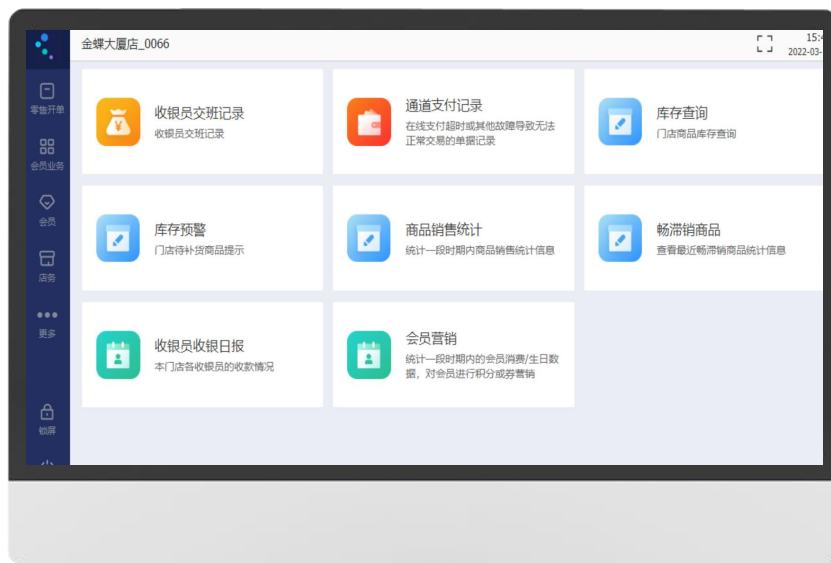 金蝶大厦店_0066
15:4
2022-03-
零售开单
会员业务
会员
店务
更多
锁屏
收银员交班记录
收银员交班记录
通道支付记录
在线支付超时或其他故障导致无法
正常交易的单据记录
库存查询
门店商品库存查询
库存预警
门店待补货商品提示
商品销售统计
统计一段时期内商品销售统计信息
畅滞销商品
查看最近畅滞销商品统计信息
收银员收银日报
本门店各收银员的收款情况
会员营销
统计一段时期内的会员消费/生日数
据，对会员进行积分或券营销